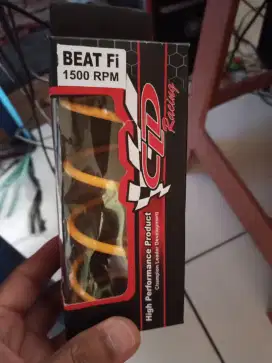 BEAT Fi
1500 RPM
CLD
Racing
High Performance Product
Champion Leader Development